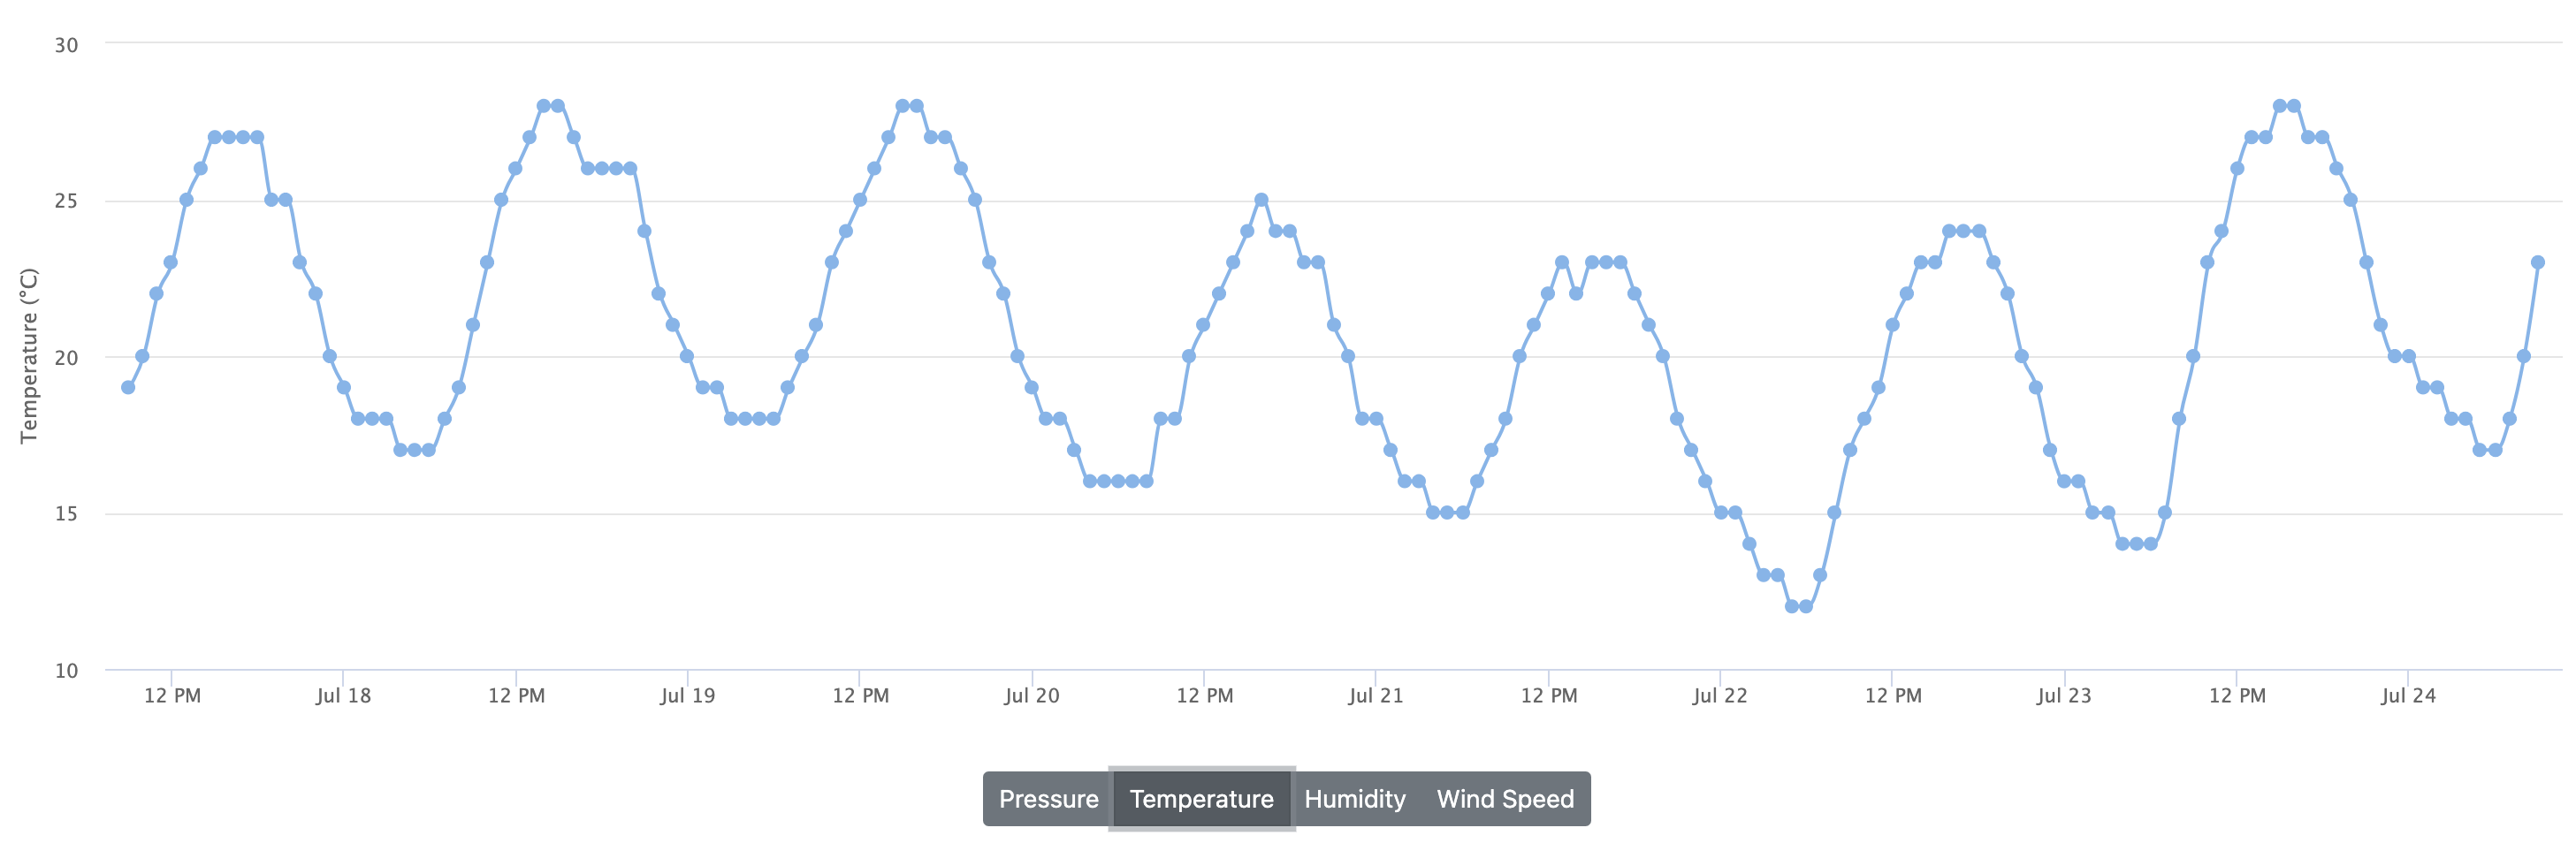 30
25
20
15
10
Temperature (°C)
12 PM Jul 18 12 PM Jul 19 12 PM Jul 20 12 PM Jul 21 12 PM Jul 22 12 PM Jul 23 12 PM Jul 24
Pressure Temperature Humidity Wind Speed